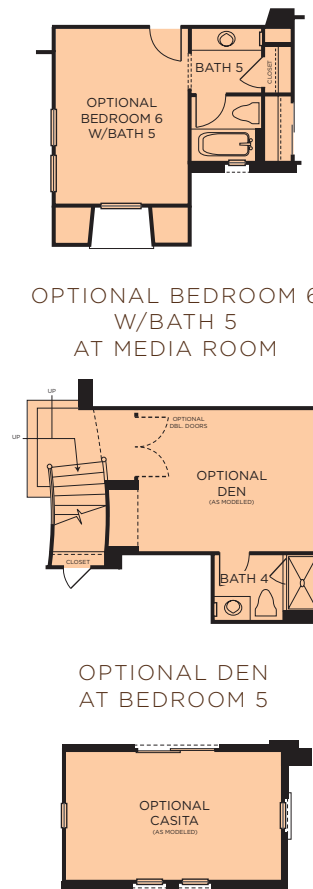 BATH 5
CLOSET
OPTIONAL
BEDROOM 6
W/BATH 5
OPTIONAL BEDROOM 6
W/BATH 5
AT MEDIA ROOM
UP
UP
OPTIONAL
DBL. DOORS
OPTIONAL
DEN
(AS MODELED)
CLOSET
BATH 4
OPTIONAL DEN
AT BEDROOM 5
OPTIONAL
CASITA
(AS MODELED)